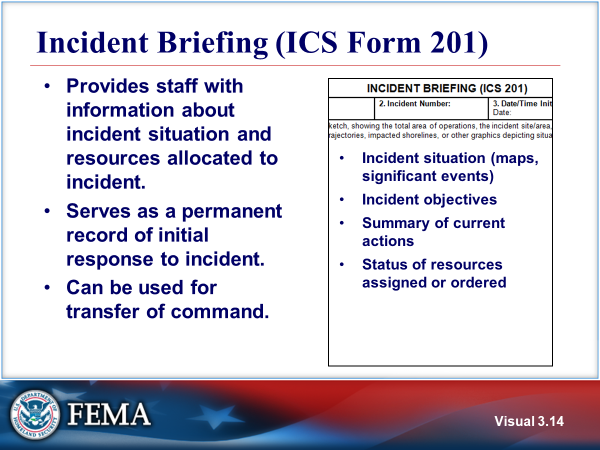 Incident Briefing (ICS Form 201)
• Provides staff with
information about
incident situation and
resources allocated to
incident.
• Serves as a permanent
record of initial
response to incident.
• Can be used for
transfer of command.
INCIDENT BRIEFING (ICS 201)
2. Incident Number:
3. Date/Time Init
Date:
ketch, showing the total area of operations, the incident site/area,
rajectories, impacted shorelines, or other graphics depicting situa
• Incident situation (maps,
significant events)
• Incident objectives
• Summary of current
actions
• Status of resources
assigned or ordered
U.S. DEPARTMENT OF
HOMELAND SECURITY
FEMA
Visual 3.14